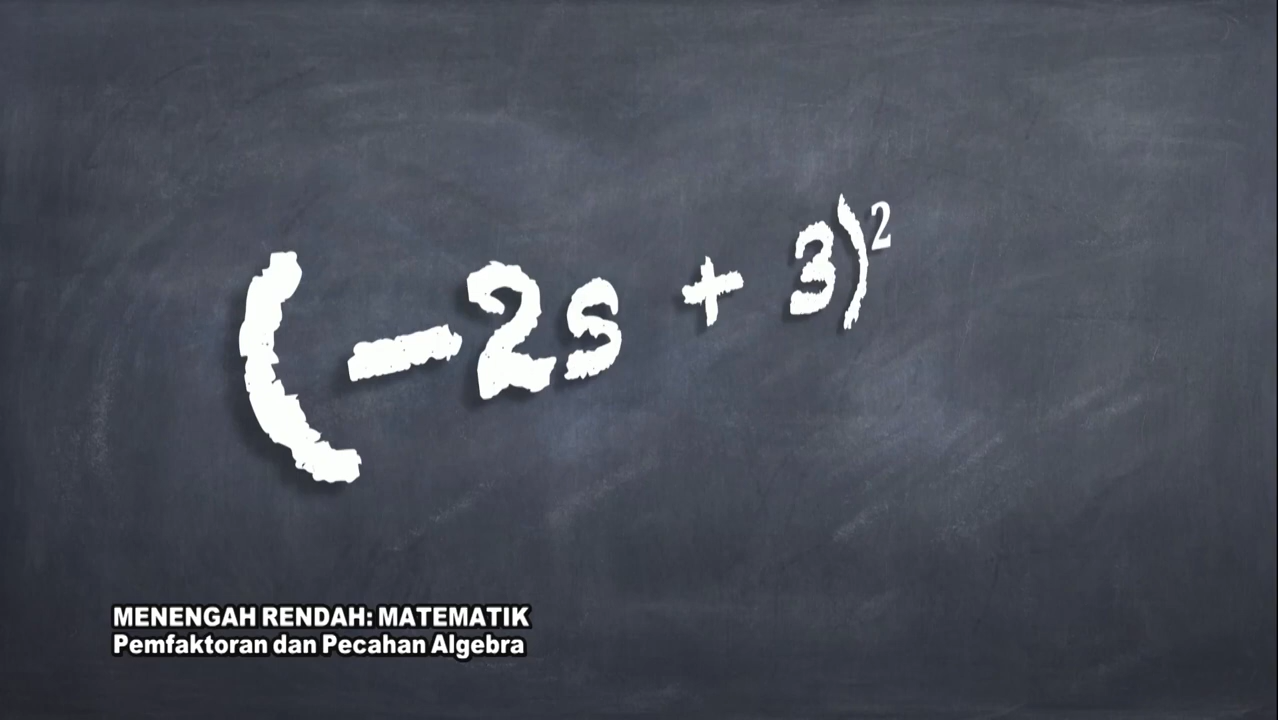 (-2s + 3)²
MENENGAH RENDAH: MATEMATIK
Pemfaktoran dan Pecahan Algebra